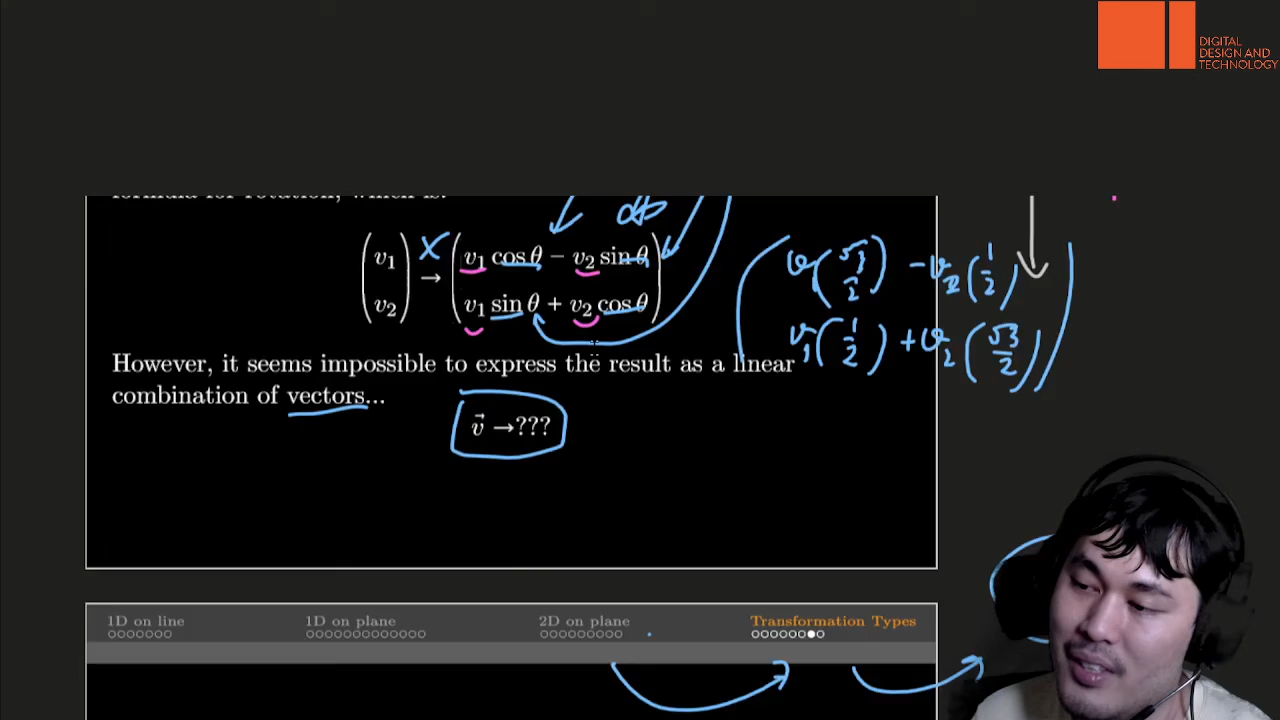 DIGITAL
DESIGN AND
TECHNOLOGY
formula for rotation, which is:
(v₁ v₂) → (v₁ cos θ − v₂ sin θ
v₁ sin θ + v₂ cos θ)
X
(v₁(√3/2) − v₂(1/2)
v₁(1/2) + v₂(√3/2))
However, it seems impossible to express the result as a linear
combination of vectors...
v⃗ →???
1D on line 1D on plane 2D on plane Transformation Types